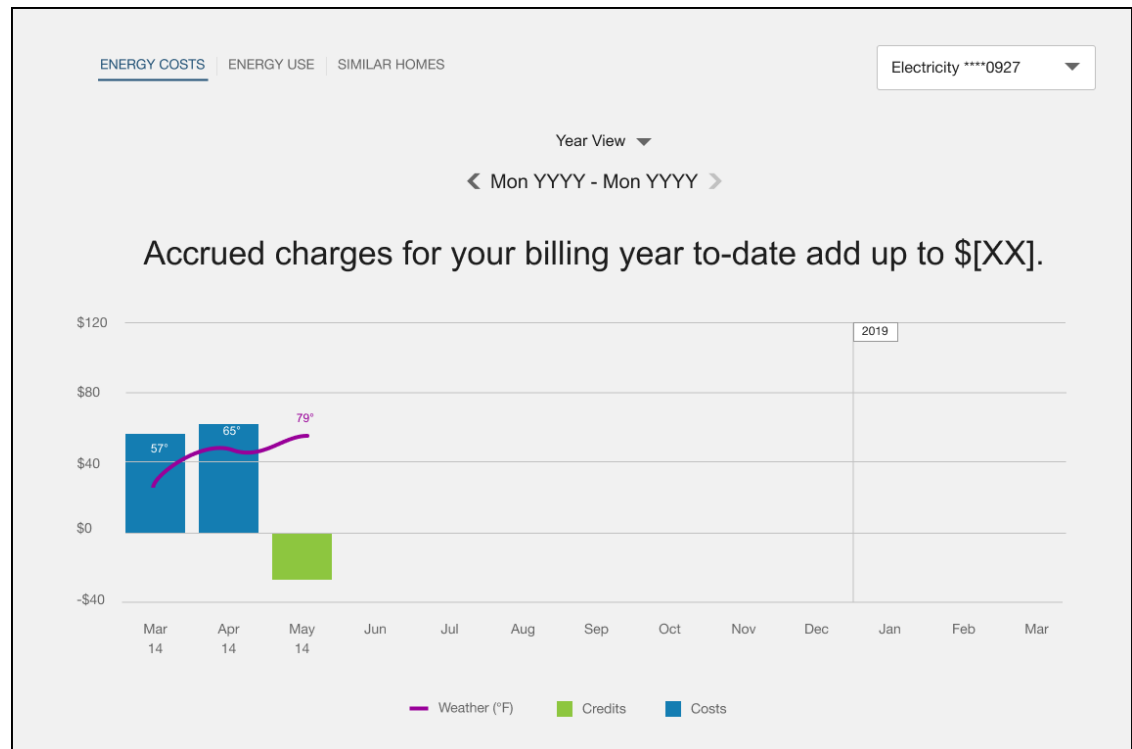 ENERGY COSTS ENERGY USE SIMILAR HOMES
Electricity ****0927
Year View
Mon YYYY - Mon YYYY
Accrued charges for your billing year to-date add up to $[XX].
$120
2019
$80
79°
65°
57°
$40
$0
-$40
Mar Apr May Jun Jul Aug Sep Oct Nov Dec Jan Feb Mar
14 14 14
Weather (°F) Credits Costs